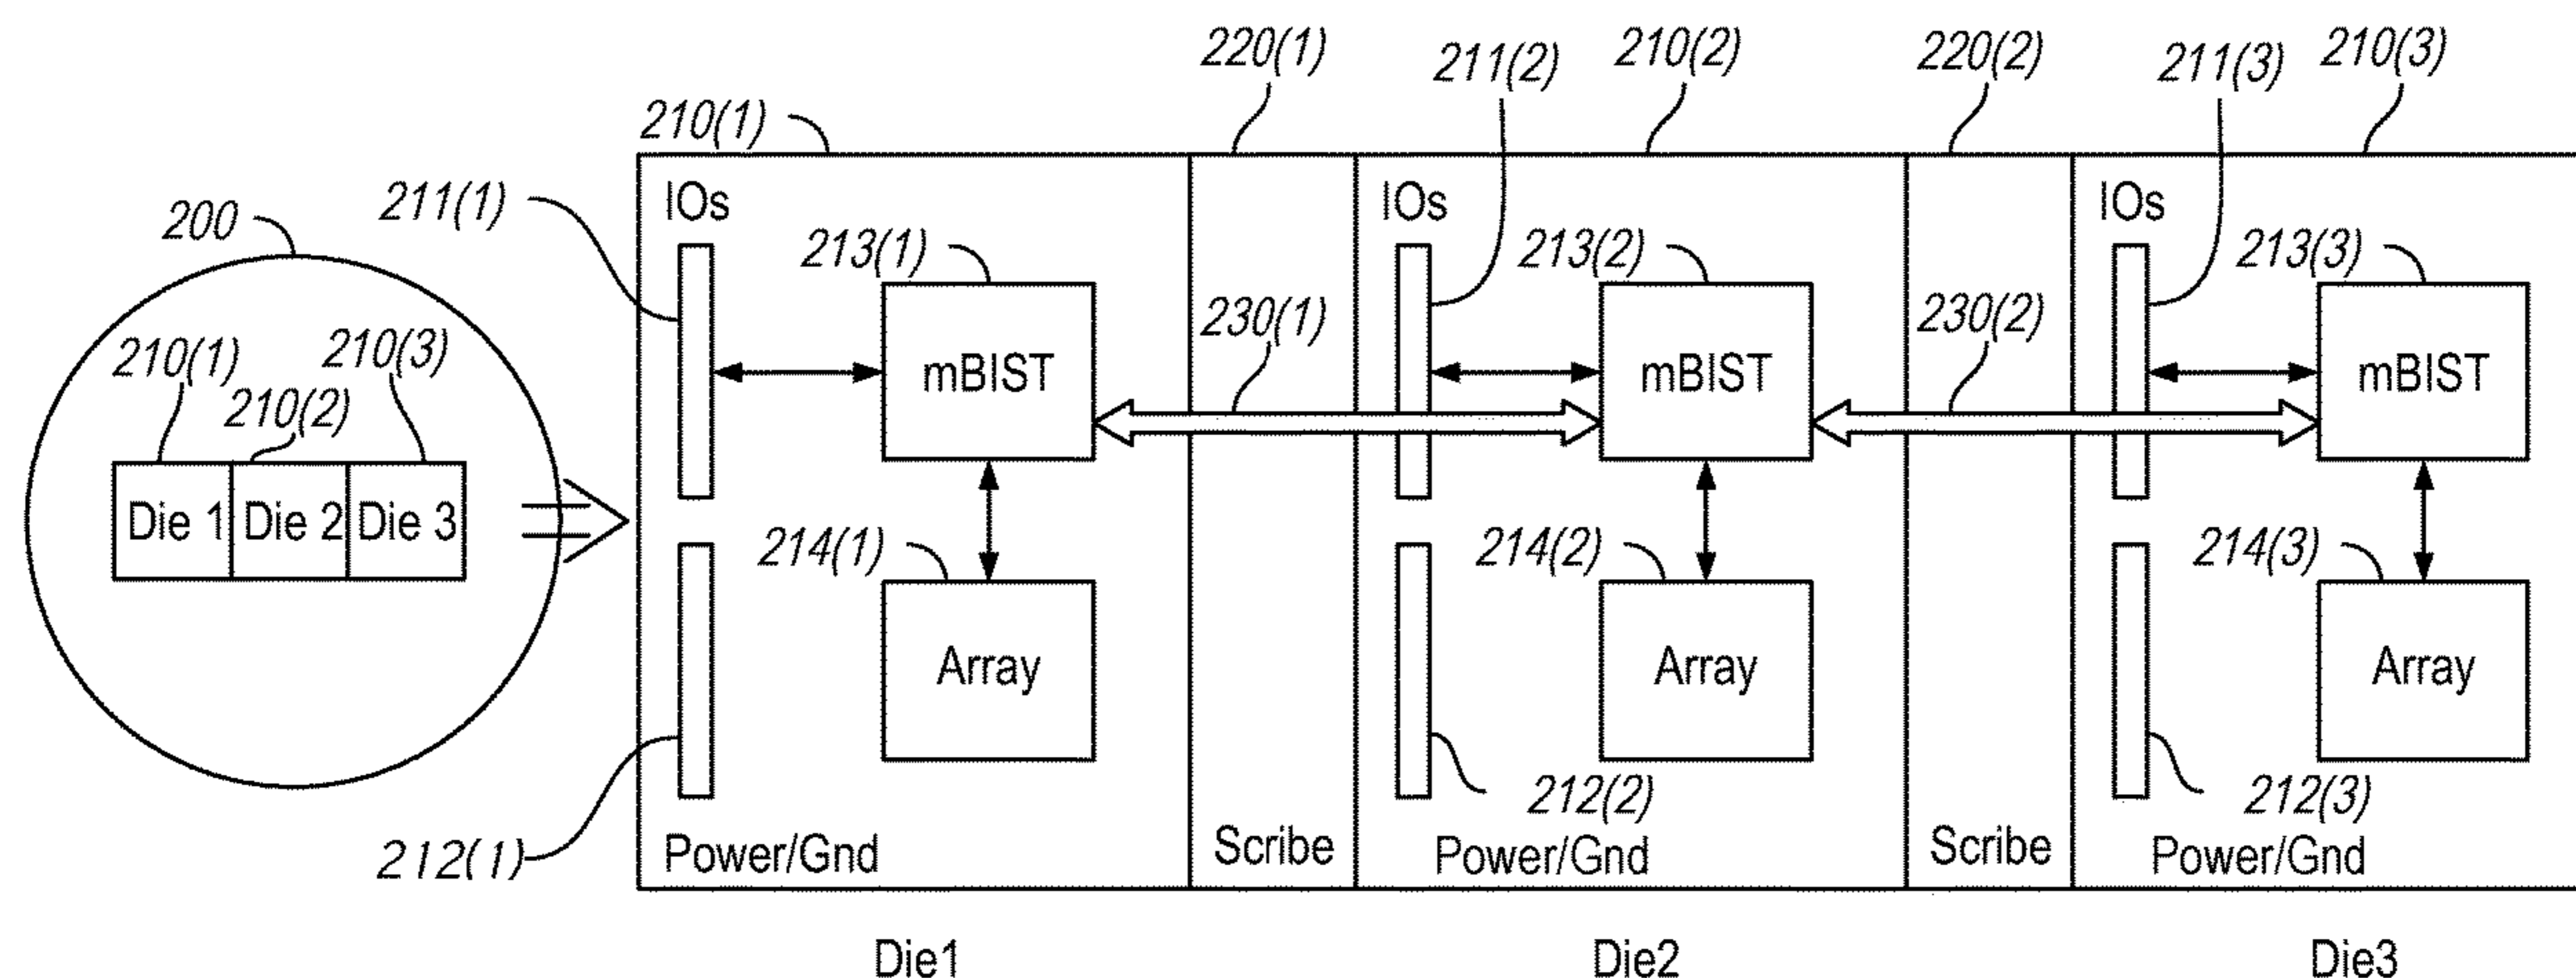 220(1) 211(2) 210(2) 220(2) 211(3) 210(3)
210(1)
200 211(1) IOs IOs IOs
213(1) 213(2) 213(3)
230(1) 230(2)
210(1) 210(3)
210(2) mBIST mBIST mBIST
Die 1 Die 2 Die 3
214(1) 214(2) 214(3)
Array Array Array
212(2) 212(3)
212(1) Power/Gnd Scribe Power/Gnd Scribe Power/Gnd
Die1 Die2 Die3